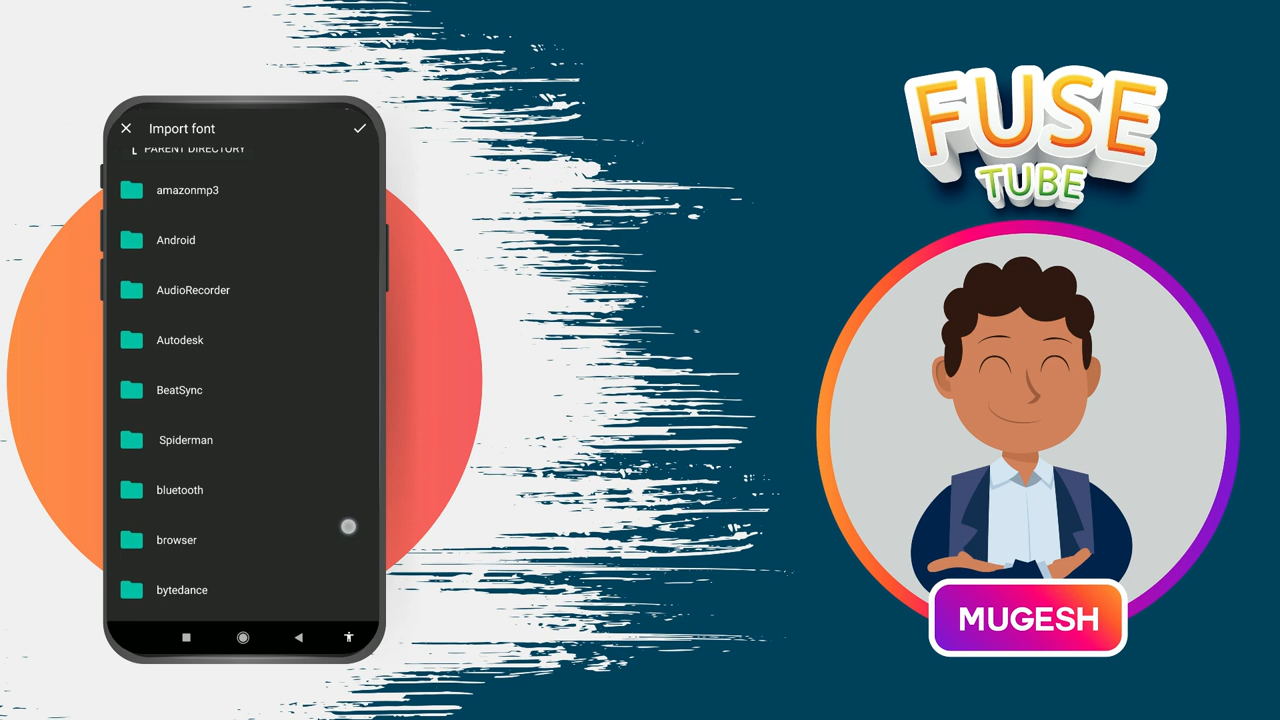 Import font
PARENT DIRECTORY
amazonmp3
Android
AudioRecorder
Autodesk
BeatSync
Spiderman
bluetooth
browser
bytedance
FUSE
TUBE
MUGESH